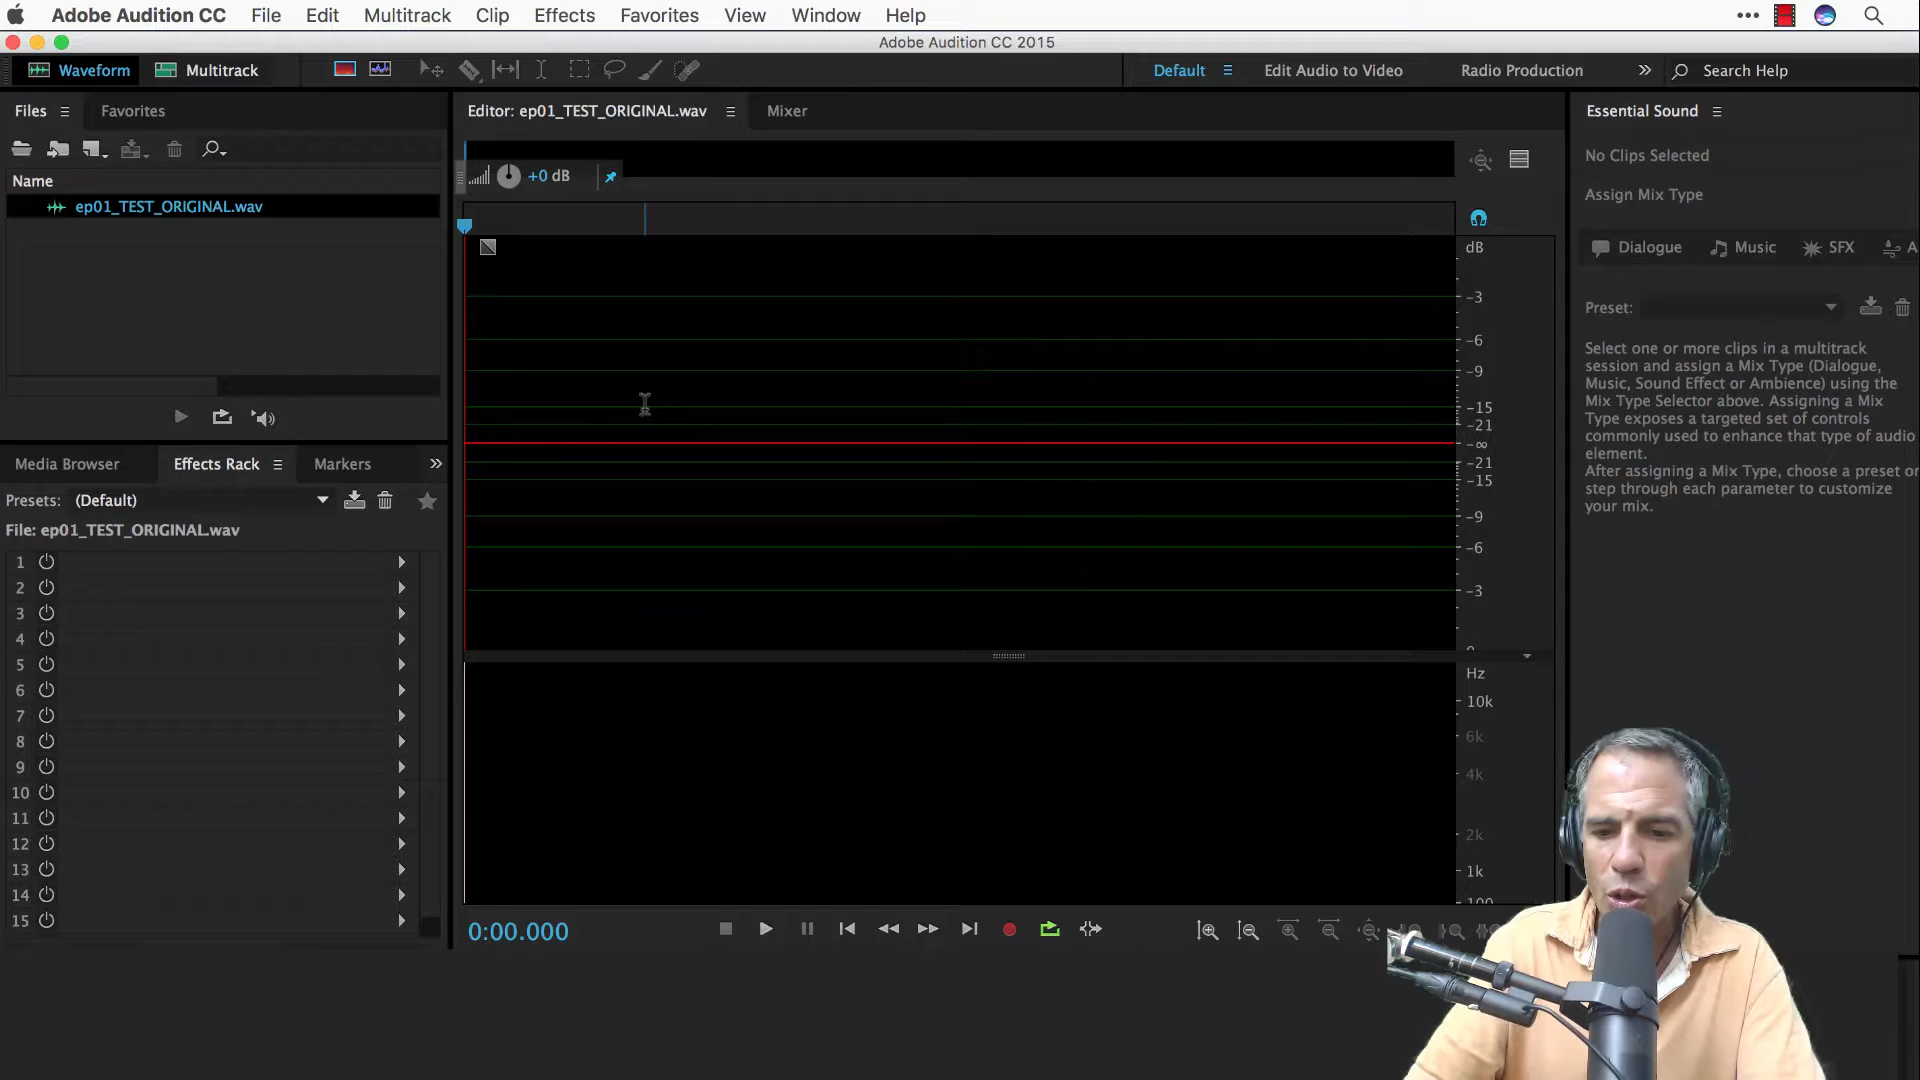 Adobe Audition CC File Edit Multitrack Clip Effects Favorites View Window Help
Adobe Audition CC 2015
Waveform Multitrack Default Edit Audio to Video Radio Production Search Help
Files Favorites
Name
ep01_TEST_ORIGINAL.wav
Media Browser Effects Rack Markers
Presets: (Default)
File: ep01_TEST_ORIGINAL.wav
1
2
3
4
5
6
7
8
9
10
11
12
13
14
15
Editor: ep01_TEST_ORIGINAL.wav Mixer
+0 dB
dB
-3
-6
-9
-15
-21
-∞
-21
-15
-9
-6
-3
Hz
10k
6k
4k
2k
1k
0:00.000
Essential Sound
No Clips Selected
Assign Mix Type
Dialogue Music SFX A
Preset:
Select one or more clips in a multitrack
session and assign a Mix Type (Dialogue,
Music, Sound Effect or Ambience) using the
Mix Type Selector above. Assigning a Mix
Type exposes a targeted set of controls
commonly used to enhance that type of audio
element.
After assigning a Mix Type, choose a preset or
step through each parameter to customize
your mix.